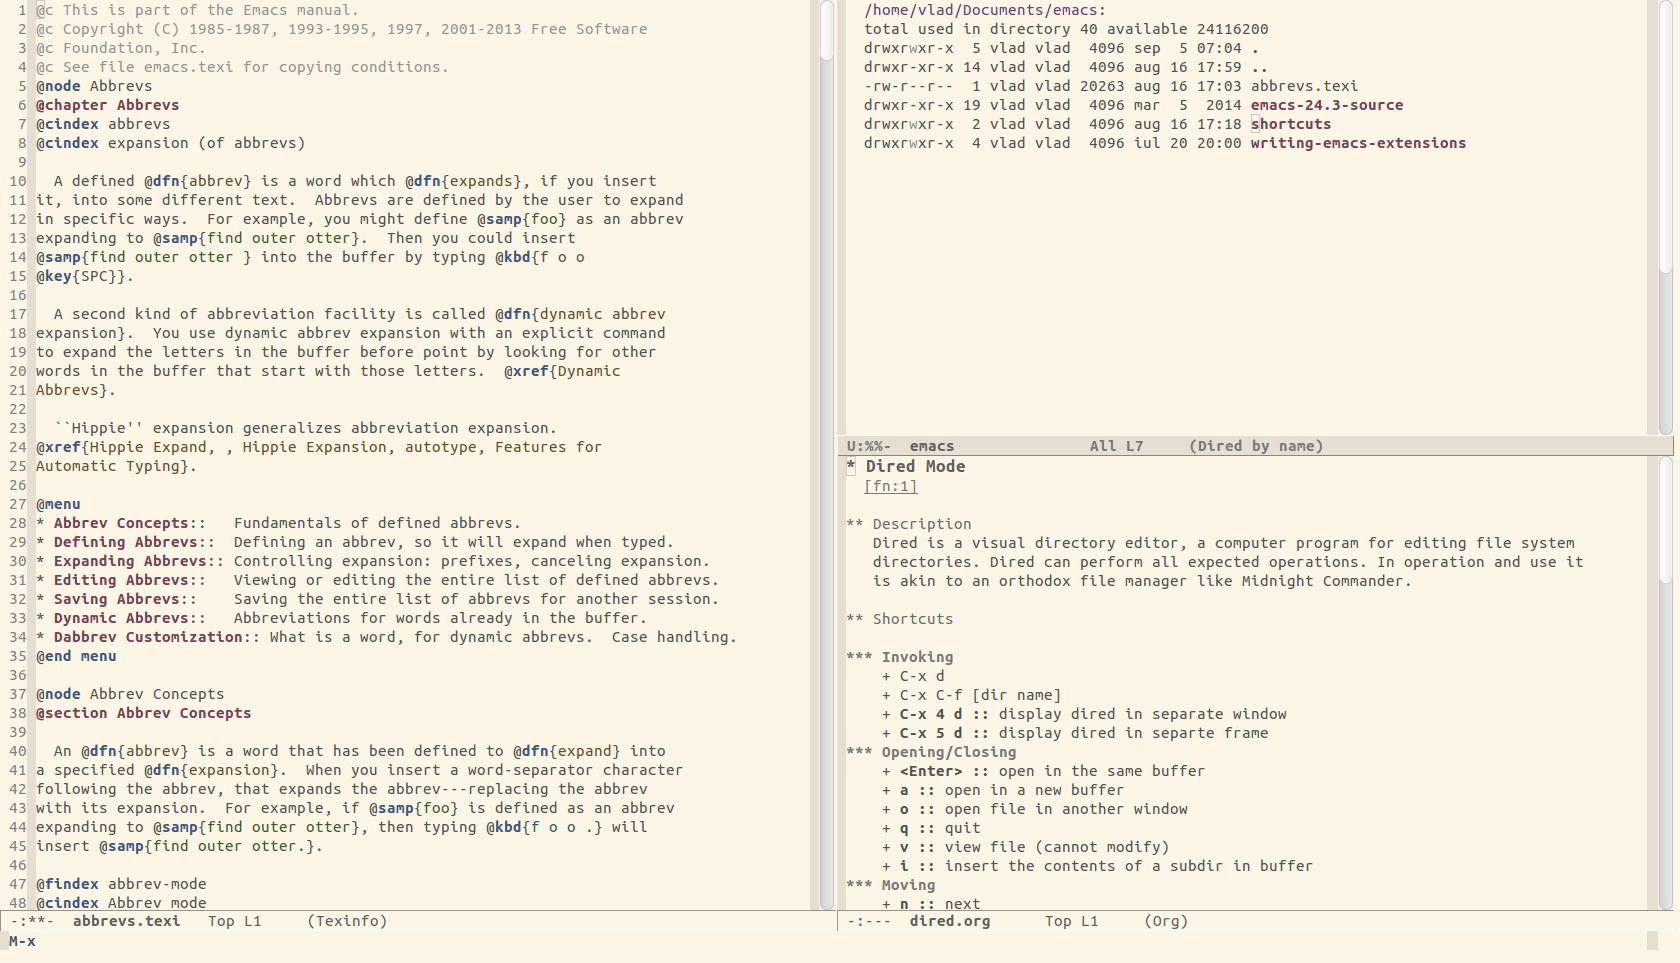 1 @c This is part of the Emacs manual.
2 @c Copyright (C) 1985-1987, 1993-1995, 1997, 2001-2013 Free Software
3 @c Foundation, Inc.
4 @c See file emacs.texi for copying conditions.
5 @node Abbrevs
6 @chapter Abbrevs
7 @cindex abbrevs
8 @cindex expansion (of abbrevs)
9
10   A defined @dfn{abbrev} is a word which @dfn{expands}, if you insert
11 it, into some different text.  Abbrevs are defined by the user to expand
12 in specific ways.  For example, you might define @samp{foo} as an abbrev
13 expanding to @samp{find outer otter}.  Then you could insert
14 @samp{find outer otter } into the buffer by typing @kbd{f o o
15 @key{SPC}}.
16
17   A second kind of abbreviation facility is called @dfn{dynamic abbrev
18 expansion}.  You use dynamic abbrev expansion with an explicit command
19 to expand the letters in the buffer before point by looking for other
20 words in the buffer that start with those letters.  @xref{Dynamic
21 Abbrevs}.
22
23   ``Hippie'' expansion generalizes abbreviation expansion.
24 @xref{Hippie Expand, , Hippie Expansion, autotype, Features for
25 Automatic Typing}.
26
27 @menu
28 * Abbrev Concepts::   Fundamentals of defined abbrevs.
29 * Defining Abbrevs::  Defining an abbrev, so it will expand when typed.
30 * Expanding Abbrevs:: Controlling expansion: prefixes, canceling expansion.
31 * Editing Abbrevs::   Viewing or editing the entire list of defined abbrevs.
32 * Saving Abbrevs::    Saving the entire list of abbrevs for another session.
33 * Dynamic Abbrevs::   Abbreviations for words already in the buffer.
34 * Dabbrev Customization:: What is a word, for dynamic abbrevs.  Case handling.
35 @end menu
36
37 @node Abbrev Concepts
38 @section Abbrev Concepts
39
40   An @dfn{abbrev} is a word that has been defined to @dfn{expand} into
41 a specified @dfn{expansion}.  When you insert a word-separator character
42 following the abbrev, that expands the abbrev---replacing the abbrev
43 with its expansion.  For example, if @samp{foo} is defined as an abbrev
44 expanding to @samp{find outer otter}, then typing @kbd{f o o .} will
45 insert @samp{find outer otter.}.
46
47 @findex abbrev-mode
48 @cindex Abbrev mode
-:**-  abbrevs.texi   Top L1     (Texinfo)
/home/vlad/Documents/emacs:
total used in directory 40 available 24116200
drwxrwxr-x  5 vlad vlad  4096 sep  5 07:04 .
drwxr-xr-x 14 vlad vlad  4096 aug 16 17:59 ..
-rw-r--r--  1 vlad vlad 20263 aug 16 17:03 abbrevs.texi
drwxr-xr-x 19 vlad vlad  4096 mar  5  2014 emacs-24.3-source
drwxrwxr-x  2 vlad vlad  4096 aug 16 17:18 shortcuts
drwxrwxr-x  4 vlad vlad  4096 iul 20 20:00 writing-emacs-extensions
U:%%-  emacs               All L7     (Dired by name)
* Dired Mode
[fn:1]
** Description
Dired is a visual directory editor, a computer program for editing file system
directories. Dired can perform all expected operations. In operation and use it
is akin to an orthodox file manager like Midnight Commander.
** Shortcuts
*** Invoking
+ C-x d
+ C-x C-f [dir name]
+ C-x 4 d :: display dired in separate window
+ C-x 5 d :: display dired in separte frame
*** Opening/Closing
+ <Enter> :: open in the same buffer
+ a :: open in a new buffer
+ o :: open file in another window
+ q :: quit
+ v :: view file (cannot modify)
+ i :: insert the contents of a subdir in buffer
*** Moving
+ n :: next
-:---  dired.org      Top L1     (Org)
M-x